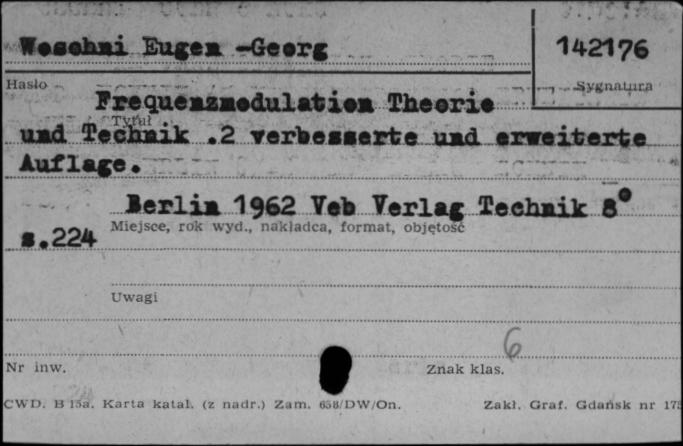 Woschni Eugen -Georg
142176
Hasło
Sygnatura
Frequenzmodulation Theorie
Tytuł
und Technik .2 verbesserte und erweiterte
Auflage.
Berlin 1962 Veb Verlag Technik 8°
Miejsce, rok wyd., nakładca, format, objętość
s.224
Uwagi
6
Nr inw.
Znak klas.
CWD. B 15a. Karta katal. (z nadr.) Zam. 658/DW/On.
Zakł. Graf. Gdańsk nr 175